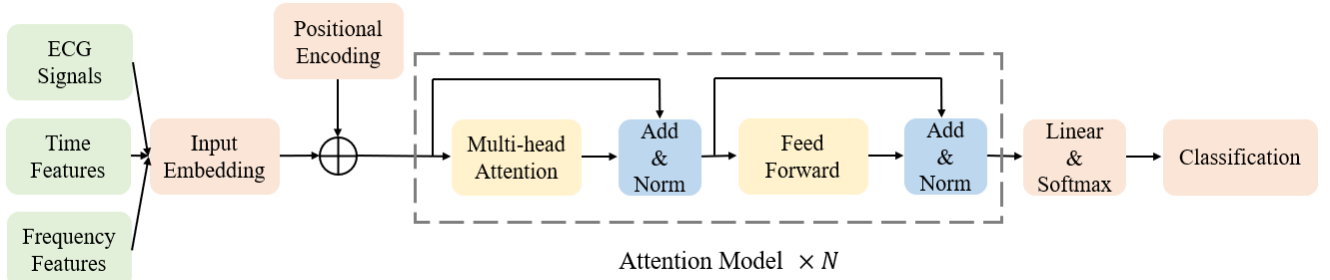 ECG
Signals
Time
Features
Frequency
Features
Input
Embedding
Positional
Encoding
Multi-head
Attention
Add
&
Norm
Feed
Forward
Add
&
Norm
Linear
&
Softmax
Classification
Attention Model × N